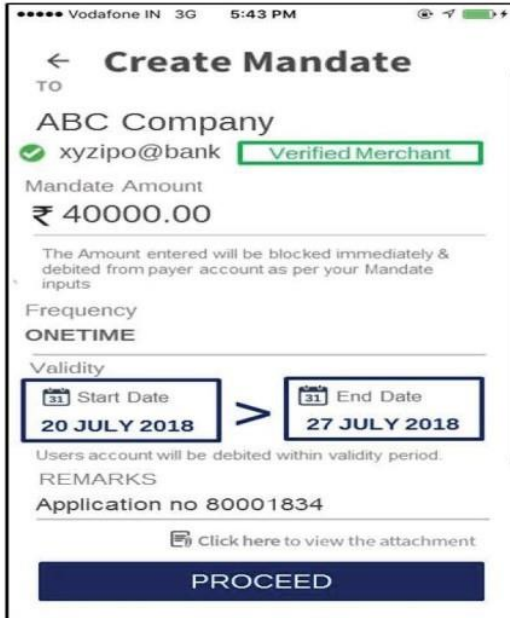 Vodafone IN 3G 5:43 PM
← Create Mandate
TO
ABC Company
xyzipo@bank Verified Merchant
Mandate Amount
₹ 40000.00
The Amount entered will be blocked immediately &
debited from payer account as per your Mandate
inputs
Frequency
ONETIME
Validity
31 Start Date > 31 End Date
20 JULY 2018 27 JULY 2018
Users account will be debited within validity period.
REMARKS
Application no 80001834
Click here to view the attachment
PROCEED